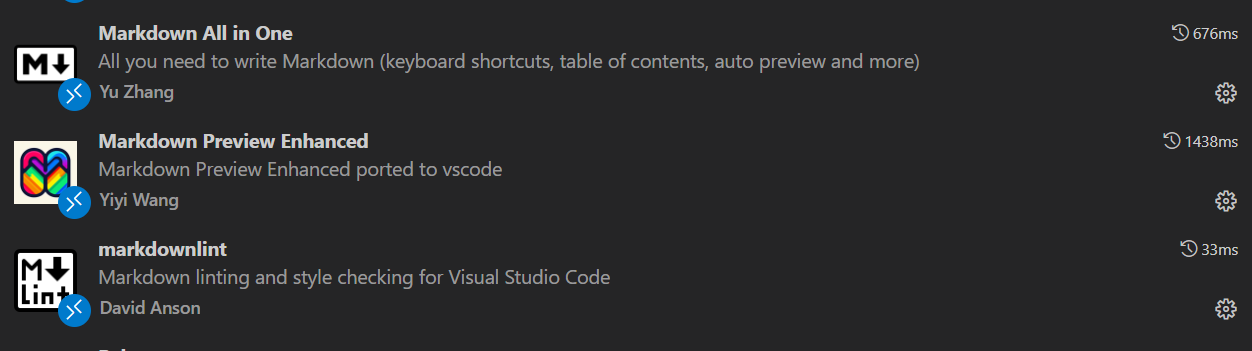 Markdown All in One
676ms
All you need to write Markdown (keyboard shortcuts, table of contents, auto preview and more)
Yu Zhang
Markdown Preview Enhanced
1438ms
Markdown Preview Enhanced ported to vscode
Yiyi Wang
markdownlint
33ms
Markdown linting and style checking for Visual Studio Code
David Anson
M
M
Lint